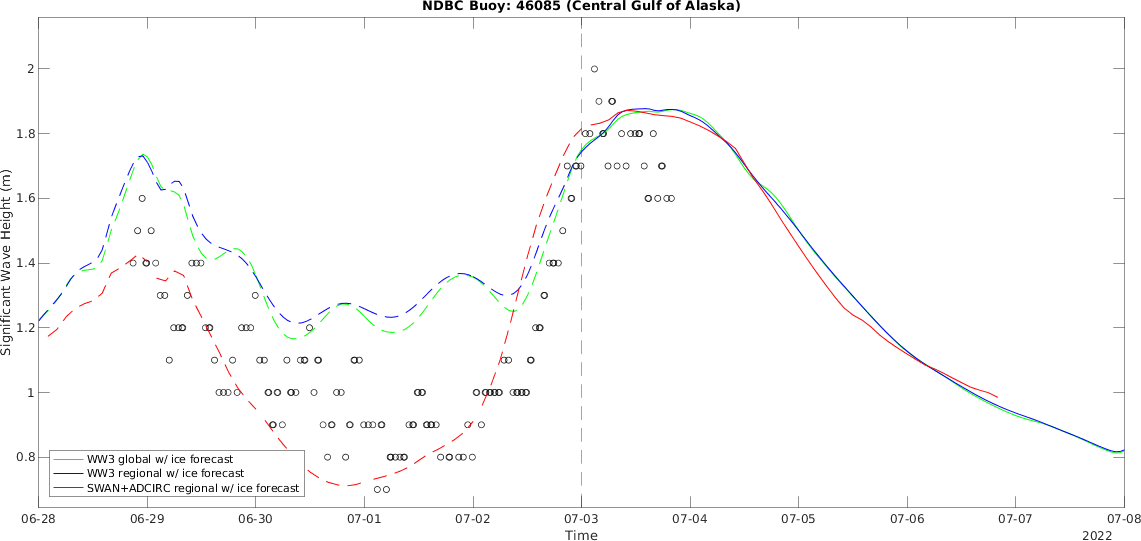 NDBC Buoy: 46085 (Central Gulf of Alaska)
Significant Wave Height (m)
2
1.8
1.6
1.4
1.2
1
0.8
WW3 global w/ ice forecast
WW3 regional w/ ice forecast
SWAN+ADCIRC regional w/ ice forecast
06-28 06-29 06-30 07-01 07-02 07-03 07-04 07-05 07-06 07-07 07-08
Time
2022